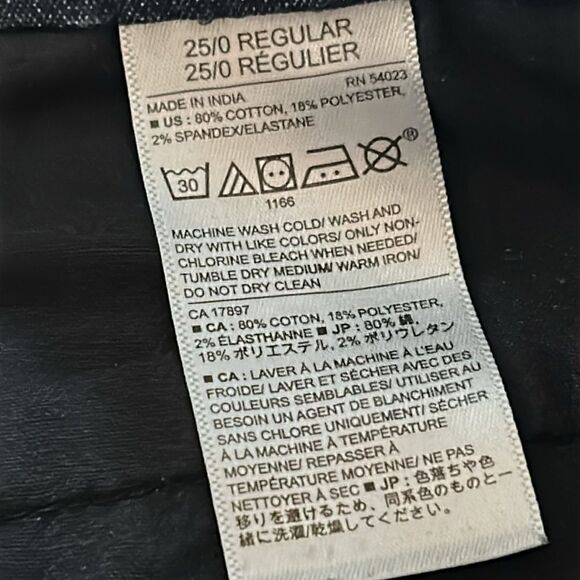 25/0 REGULAR
25/0 RÉGULIER
RN 54023
MADE IN INDIA
■ US : 80% COTTON, 18% POLYESTER,
2% SPANDEX/ELASTANE
30
®
1166
MACHINE WASH COLD/ WASH AND
DRY WITH LIKE COLORS/ ONLY NON-
CHLORINE BLEACH WHEN NEEDED/
TUMBLE DRY MEDIUM/ WARM IRON/
DO NOT DRY CLEAN
CA 17897
■ CA : 80% COTON, 18% POLYESTER,
2% ÉLASTHANNE ■ JP : 80% 綿,
18% ポリエステル, 2% ポリウレタン
■ CA : LAVER À LA MACHINE À L'EAU
FROIDE/ LAVER ET SÉCHER AVEC DES
COULEURS SEMBLABLES/ UTILISER AU
BESOIN UN AGENT DE BLANCHIMENT
SANS CHLORE UNIQUEMENT/ SÉCHER
À LA MACHINE À TEMPÉRATURE
MOYENNE/ REPASSER À
TEMPÉRATURE MOYENNE/ NE PAS
NETTOYER À SEC ■ JP : 色落ちや色
移りを避けるため、同系色のものと一
緒に洗濯/乾燥してください。